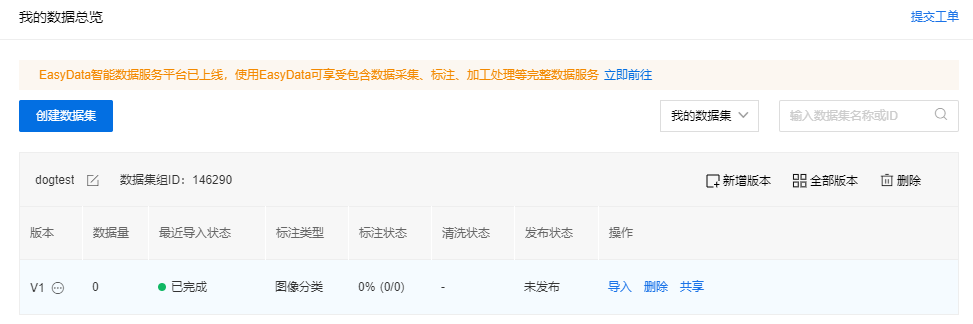 我的数据总览 提交工单
EasyData智能数据服务平台已上线，使用EasyData可享受包含数据采集、标注、加工处理等完整数据服务 立即前往
创建数据集 我的数据集 输入数据集名称或ID
dogtest 数据集组ID：146290 新增版本 全部版本 删除
版本 数据量 最近导入状态 标注类型 标注状态 清洗状态 发布状态 操作
V1 0 已完成 图像分类 0% (0/0) - 未发布 导入 删除 共享